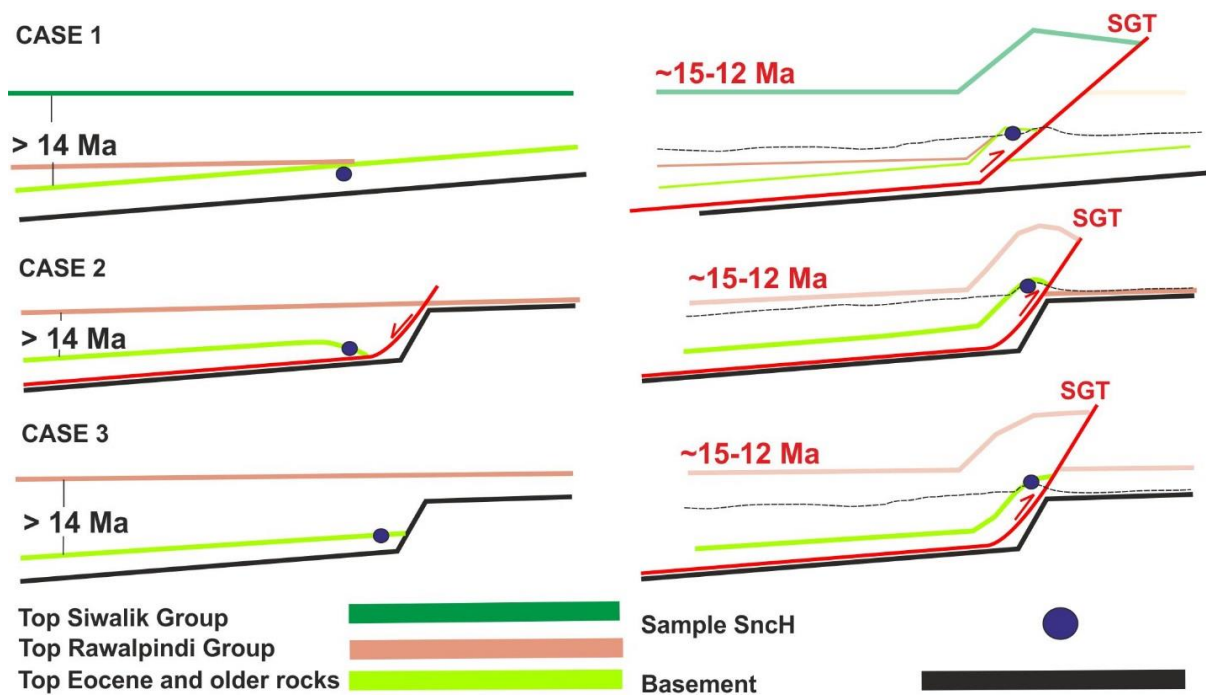 CASE 1
SGT
~15-12 Ma
> 14 Ma
CASE 2
SGT
~15-12 Ma
> 14 Ma
CASE 3
SGT
~15-12 Ma
> 14 Ma
Top Siwalik Group
Top Rawalpindi Group
Top Eocene and older rocks
Sample SncH
Basement